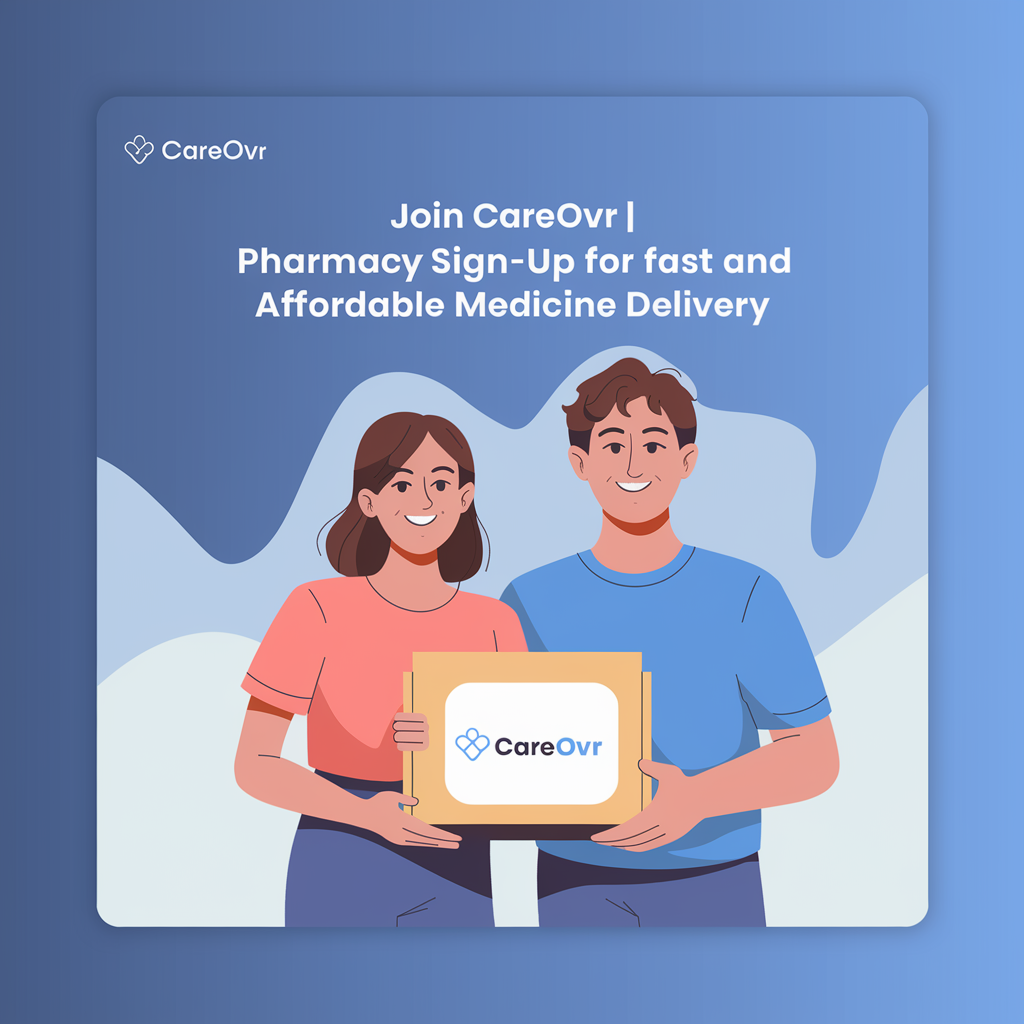 CareOvr
Join CareOvr |
Pharmacy Sign-Up for fast and
Affordable Medicine Delivery
CareOvr